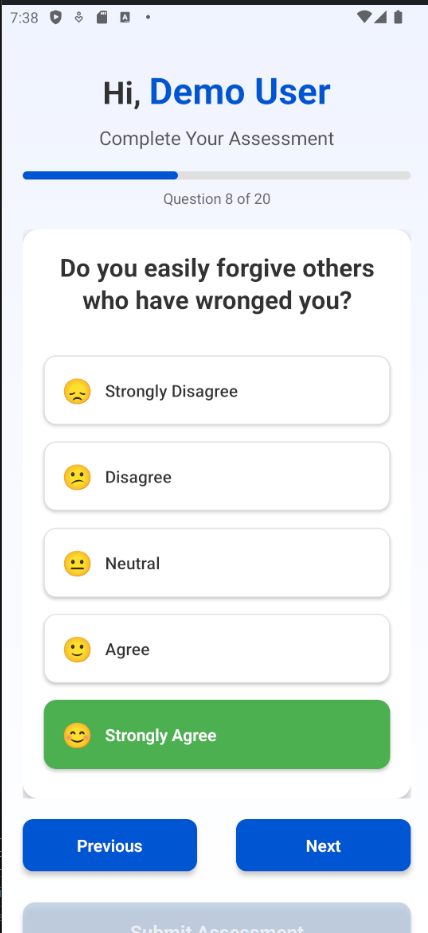 7:38
Hi, Demo User
Complete Your Assessment
Question 8 of 20
Do you easily forgive others
who have wronged you?
Strongly Disagree
Disagree
Neutral
Agree
Strongly Agree
Previous
Next
Submit Assessment